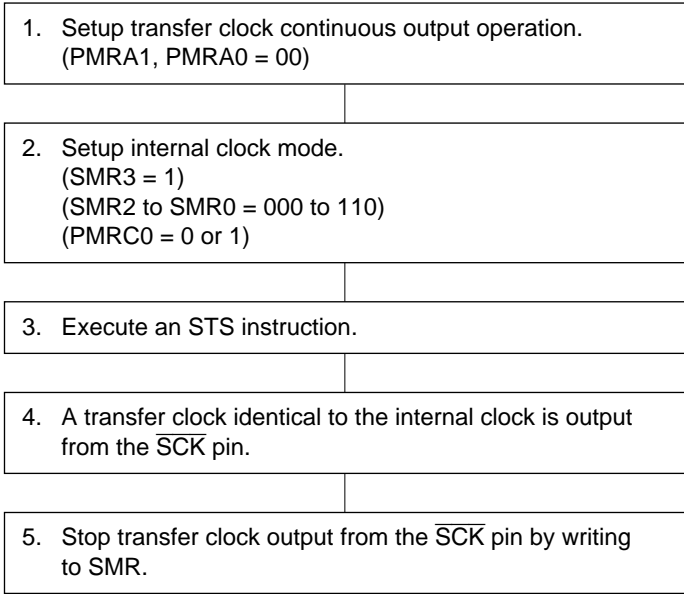 1. Setup transfer clock continuous output operation.
(PMRA1, PMRA0 = 00)
2. Setup internal clock mode.
(SMR3 = 1)
(SMR2 to SMR0 = 000 to 110)
(PMRC0 = 0 or 1)
3. Execute an STS instruction.
4. A transfer clock identical to the internal clock is output
from the S̅C̅K̅ pin.
5. Stop transfer clock output from the S̅C̅K̅ pin by writing
to SMR.